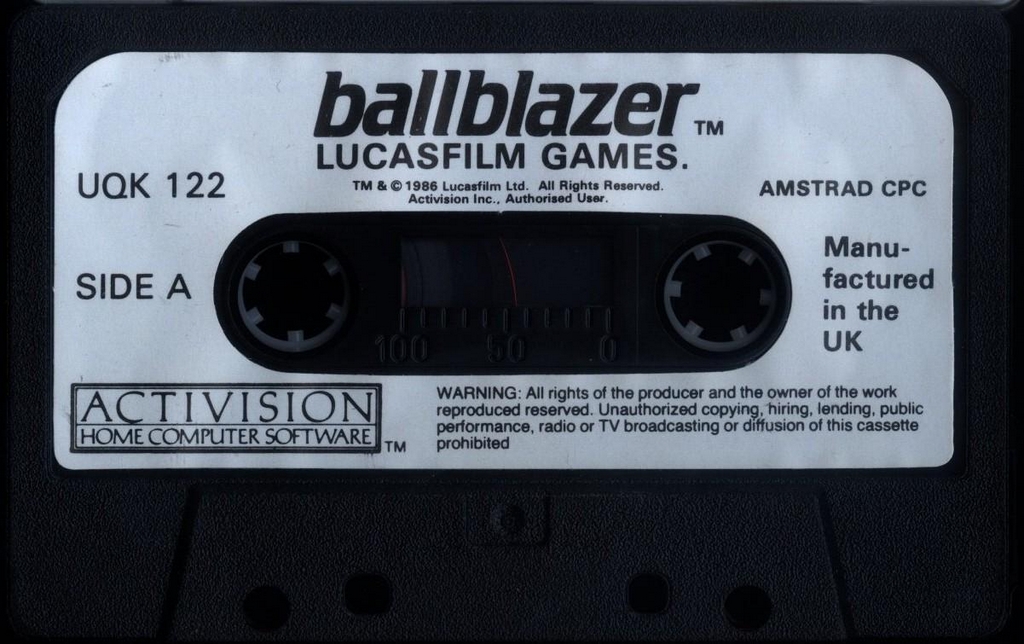 ballblazer™
LUCASFILM GAMES.
TM & © 1986 Lucasfilm Ltd. All Rights Reserved.
Activision Inc., Authorised User.
UQK 122
AMSTRAD CPC
SIDE A
Manu-
factured
in the
UK
100 50 0
ACTIVISION
HOME COMPUTER SOFTWARE™
WARNING: All rights of the producer and the owner of the work
reproduced reserved. Unauthorized copying, hiring, lending, public
performance, radio or TV broadcasting or diffusion of this cassette
prohibited